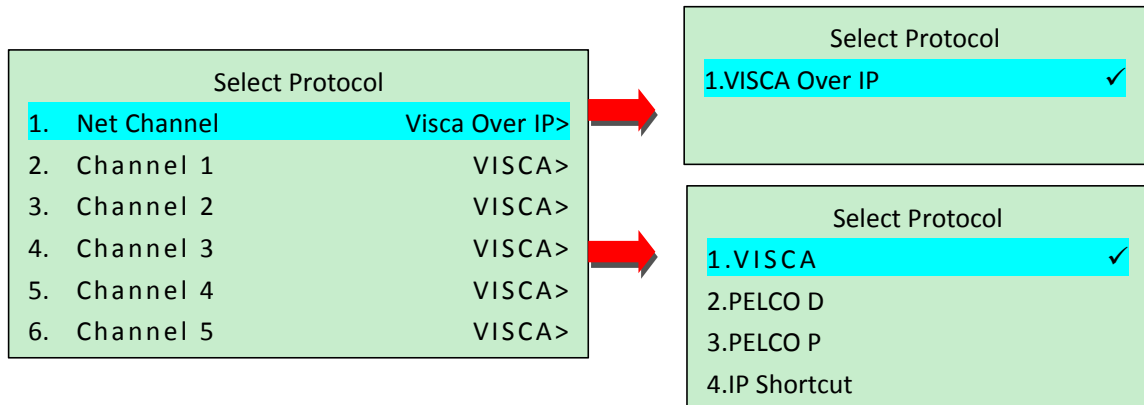 Select Protocol
1. Net Channel Visca Over IP>
2. Channel 1 VISCA>
3. Channel 2 VISCA>
4. Channel 3 VISCA>
5. Channel 4 VISCA>
6. Channel 5 VISCA>
Select Protocol
1.VISCA Over IP ✓
Select Protocol
1.VISCA ✓
2.PELCO D
3.PELCO P
4.IP Shortcut